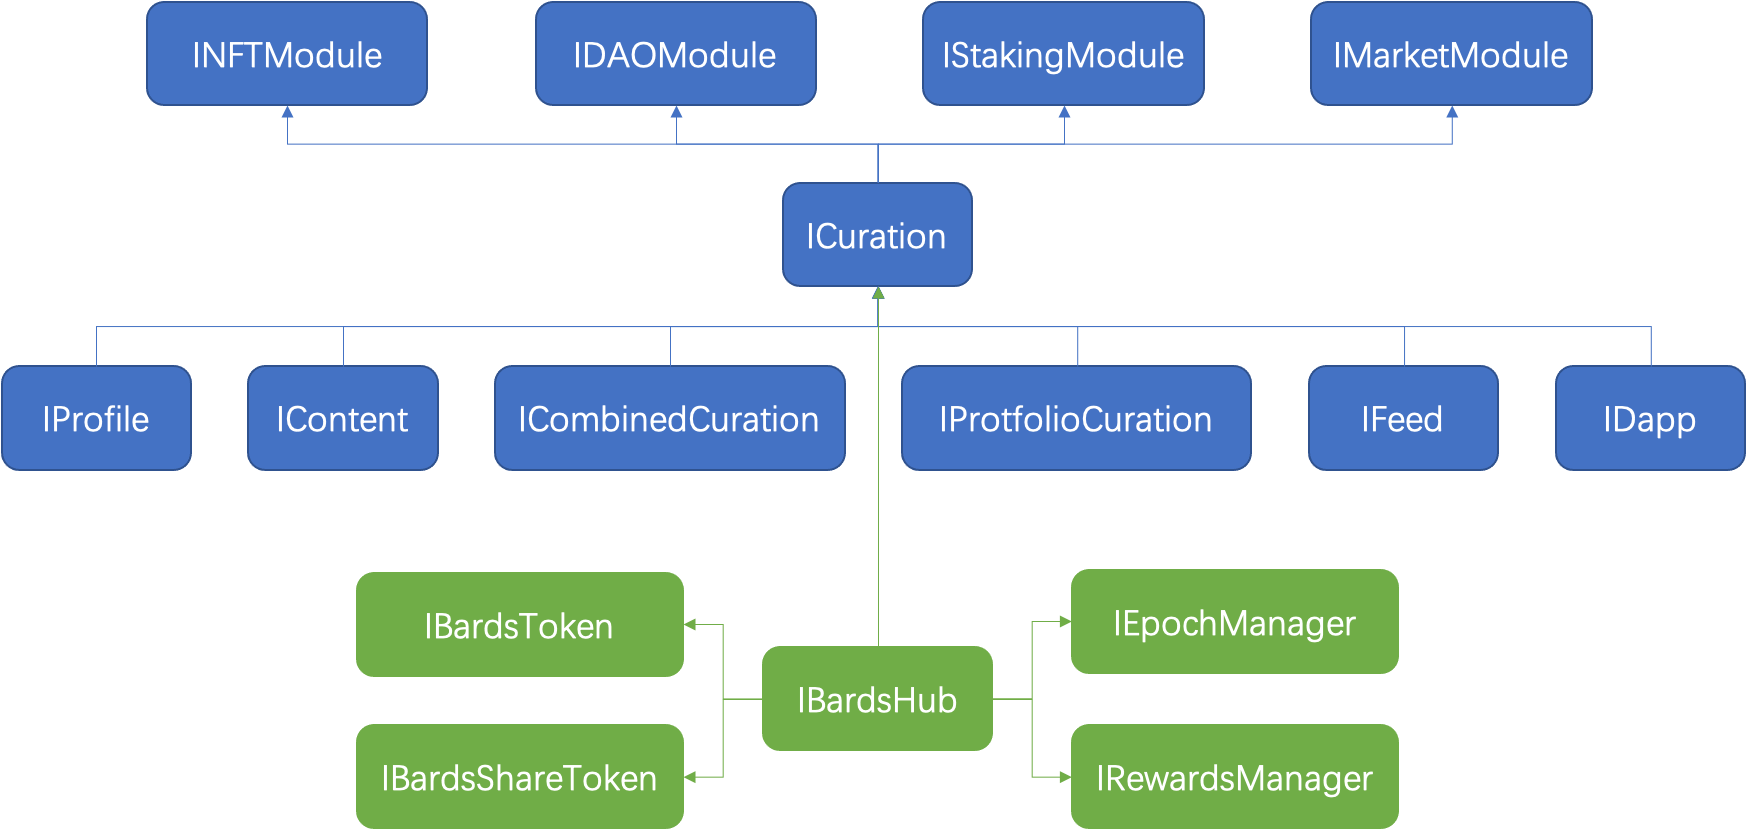 INFTModule
IDAOModule
IStakingModule
IMarketModule
ICuration
IProfile
IContent
ICombinedCuration
IProtfolioCuration
IFeed
IDapp
IBardsToken
IEpochManager
IBardsHub
IBardsShareToken
IRewardsManager